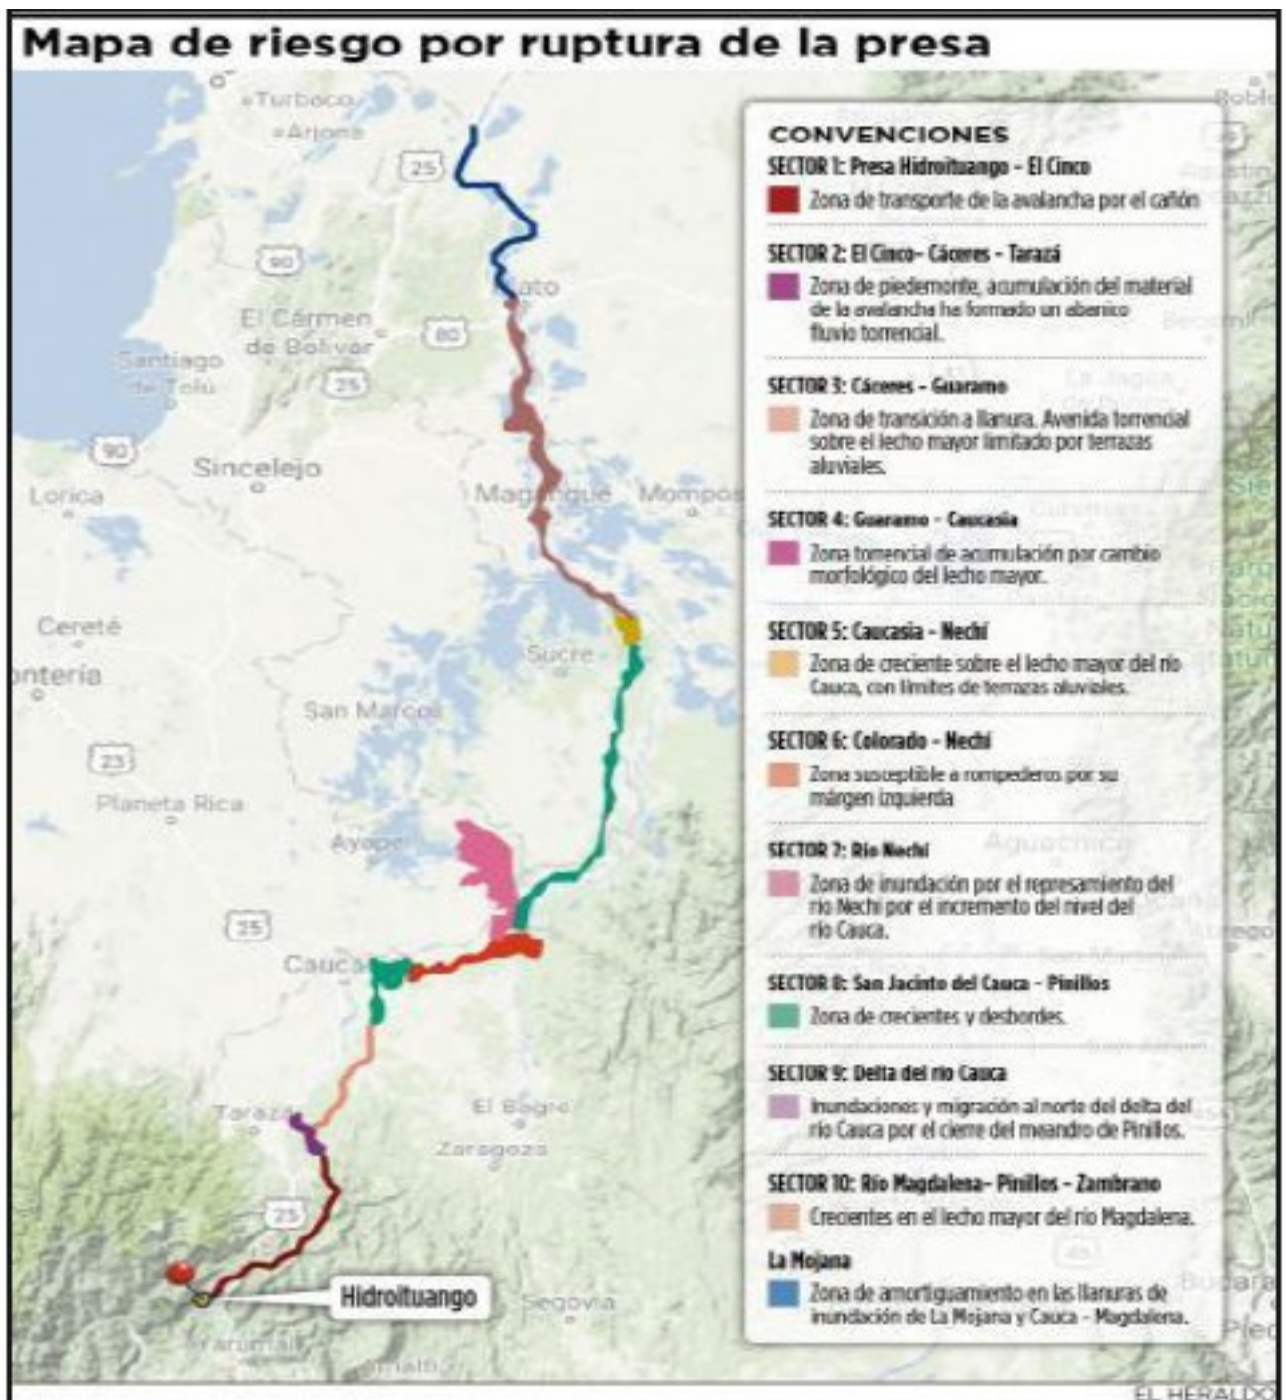 Mapa de riesgo por ruptura de la presa
Turbaco
Arjona
25
90
El Cármen
de Bolívar
80
Santiago
de Tolú
25
90
Sincelejo
Lorica
Magangué
Mompós
Cereté
Sucre
San Marcos
23
Planeta Rica
Ayapel
25
Cauca
Tarazá
El Bagre
Zaragoza
25
Hidroituango
Segovia
Yarumal
CONVENCIONES
SECTOR 1: Presa Hidroituango - El Cinco
Zona de transporte de la avalancha por el cañón
SECTOR 2: El Cinco- Cáceres - Tarazá
Zona de piedemonte, acumulación del material
de la avalancha ha formado un abanico
fluvio torrencial.
SECTOR 3: Cáceres - Guaramo
Zona de transición a llanura. Avenida torrencial
sobre el lecho mayor limitado por terrazas
aluviales.
SECTOR 4: Guaramo - Caucasia
Zona torrencial de acumulación por cambio
morfológico del lecho mayor.
SECTOR 5: Caucasia - Nechí
Zona de creciente sobre el lecho mayor del río
Cauca, con límites de terrazas aluviales.
SECTOR 6: Colorado - Nechí
Zona susceptible a rompederos por su
márgen izquierda
SECTOR 7: Río Nechí
Zona de inundación por el represamiento del
río Nechí por el incremento del nivel del
río Cauca.
SECTOR 8: San Jacinto del Cauca - Pinillos
Zona de crecientes y desbordes.
SECTOR 9: Delta del río Cauca
Inundaciones y migración al norte del delta del
río Cauca por el cierre del meandro de Pinillos.
SECTOR 10: Río Magdalena- Pinillos - Zambrano
Crecientes en el lecho mayor del río Magdalena.
La Mojana
Zona de amortiguamiento en las llanuras de
inundación de La Mojana y Cauca - Magdalena.
Aguachica
EL HERALDO